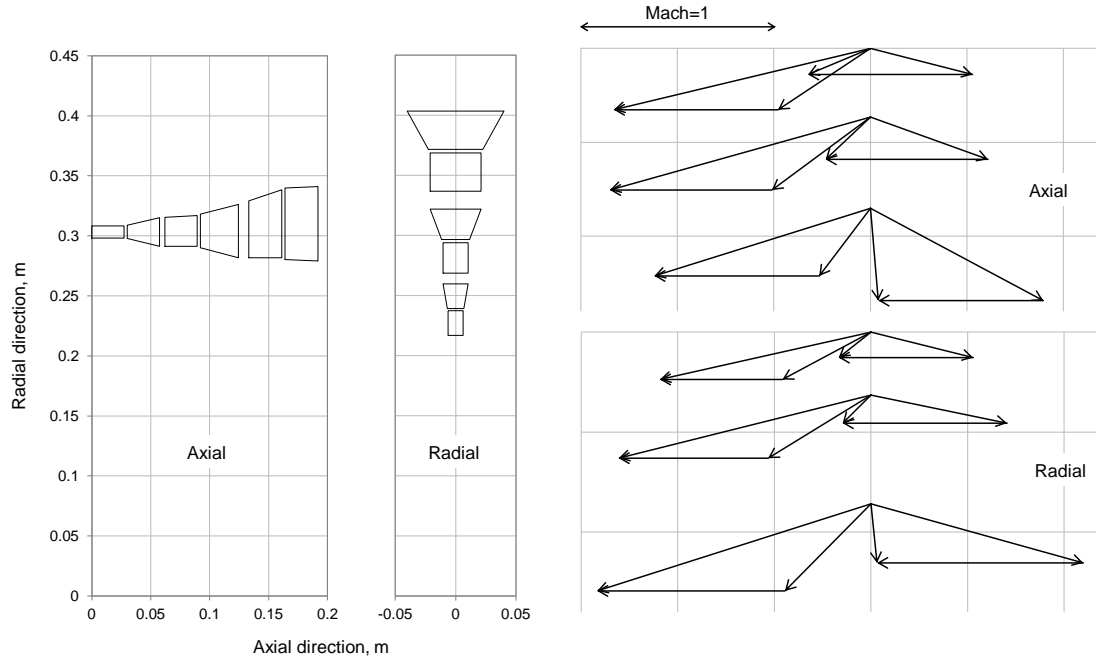 Mach=1
0.45
0.4
0.35
0.3
0.25
0.2
0.15
0.1
0.05
0
Radial direction, m
Axial
Radial
0 0.05 0.1 0.15 0.2
-0.05 0 0.05
Axial direction, m
Axial
Radial